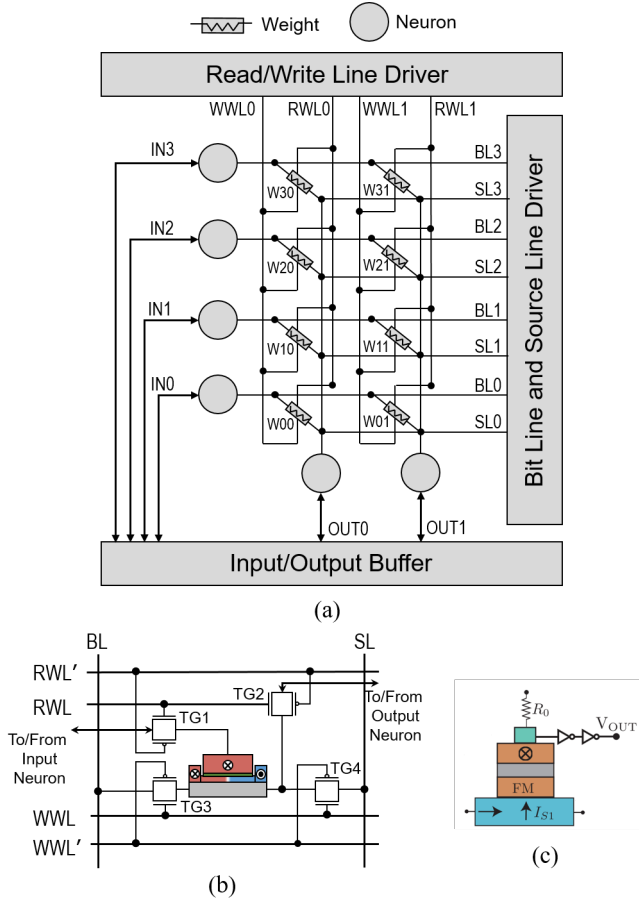 Weight
Neuron
Read/Write Line Driver
WWL0
RWL0
WWL1
RWL1
IN3
BL3
W30
W31
SL3
IN2
BL2
W20
W21
SL2
IN1
BL1
W10
W11
SL1
IN0
BL0
W00
W01
SL0
Bit Line and Source Line Driver
OUT0
OUT1
Input/Output Buffer
(a)
BL
SL
RWL′
RWL
TG2
TG1
To/From
Output
Neuron
To/From
Input
Neuron
TG4
TG3
WWL
WWL′
(b)
R0
VOUT
FM
IS1
(c)